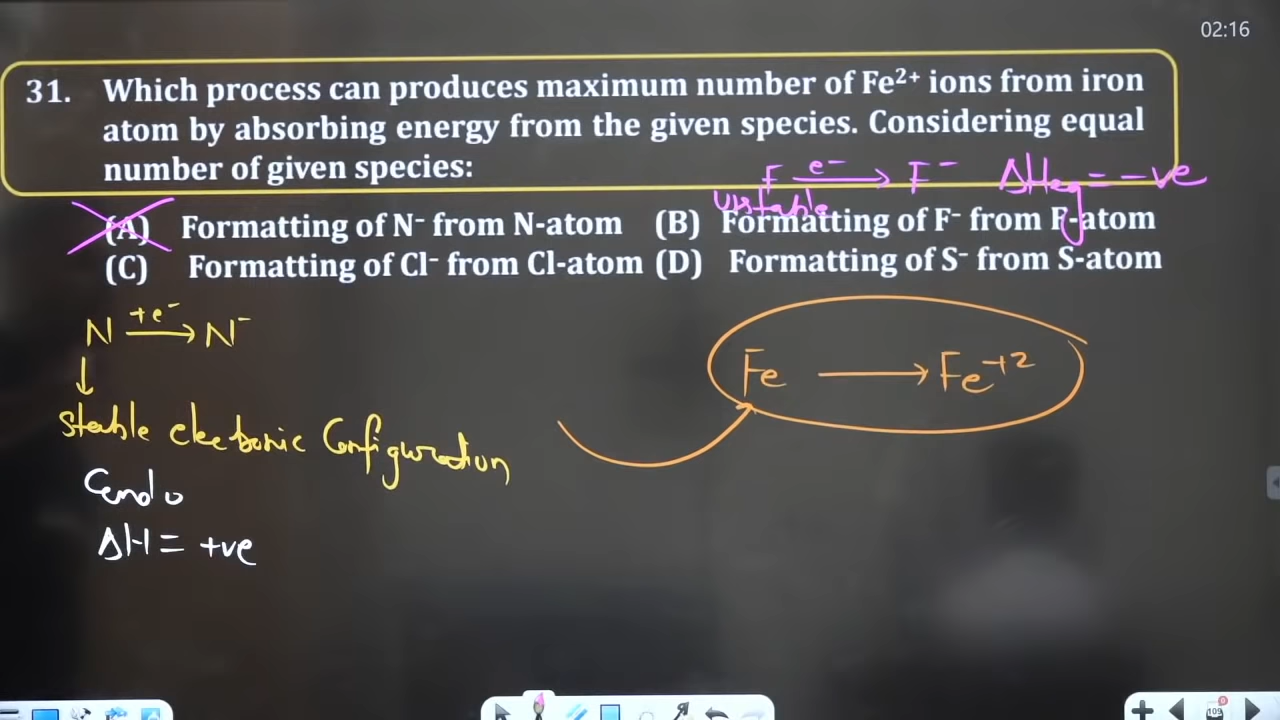 02:16
31. Which process can produces maximum number of Fe²⁺ ions from iron
atom by absorbing energy from the given species. Considering equal
number of given species:
F e⁻ → F⁻ ΔHeg = -ve
unstable
(A) Formatting of N⁻ from N-atom (B) Formatting of F⁻ from F-atom
(C) Formatting of Cl⁻ from Cl-atom (D) Formatting of S⁻ from S-atom
N +e⁻ → N⁻
↓
Fe → Fe⁺²
Stable electronic Configuration
ΔH = +ve
109